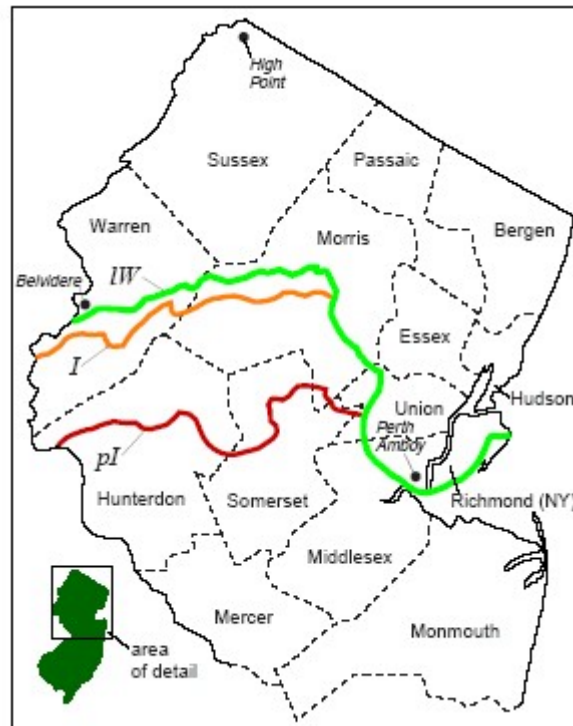 High
Point
Sussex
Passaic
Warren
Morris
Bergen
Belvidere
lW
Essex
I
Hudson
Union
Perth
Amboy
pI
Hunterdon
Somerset
Richmond (NY)
Middlesex
Mercer
Monmouth
area
of detail